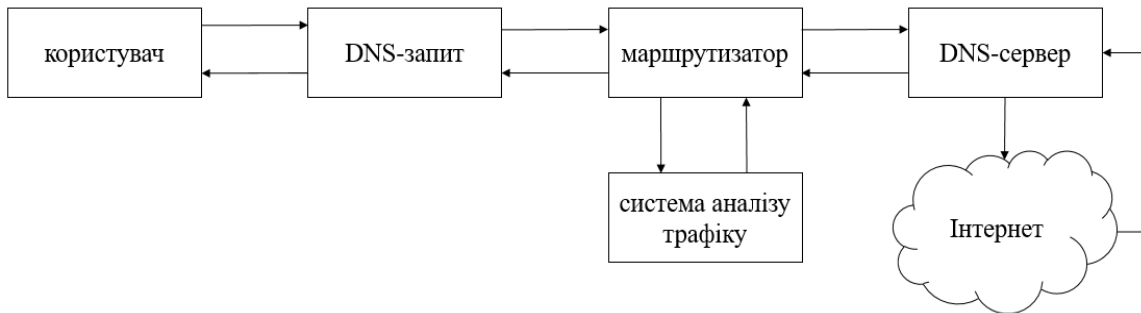 користувач
DNS-запит
маршрутизатор
DNS-сервер
система аналізу
трафіку
Інтернет